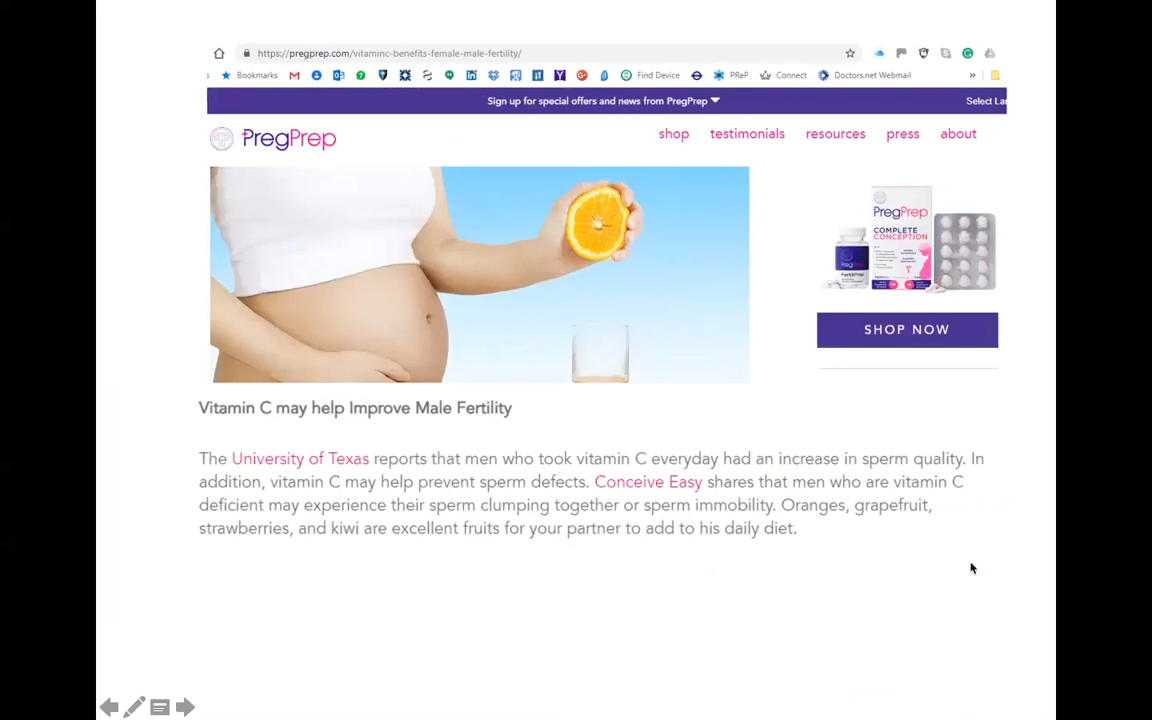 https://pregprep.com/vitaminc-benefits-female-male-fertility/
Bookmarks Find Device PReP Connect Doctors.net Webmail »
Sign up for special offers and news from PregPrep
Select La
PregPrep
shop testimonials resources press about
PregPrep
COMPLETE
CONCEPTION
PregPrep
FertilPrep
SHOP NOW
Vitamin C may help Improve Male Fertility
The University of Texas reports that men who took vitamin C everyday had an increase in sperm quality. In
addition, vitamin C may help prevent sperm defects. Conceive Easy shares that men who are vitamin C
deficient may experience their sperm clumping together or sperm immobility. Oranges, grapefruit,
strawberries, and kiwi are excellent fruits for your partner to add to his daily diet.